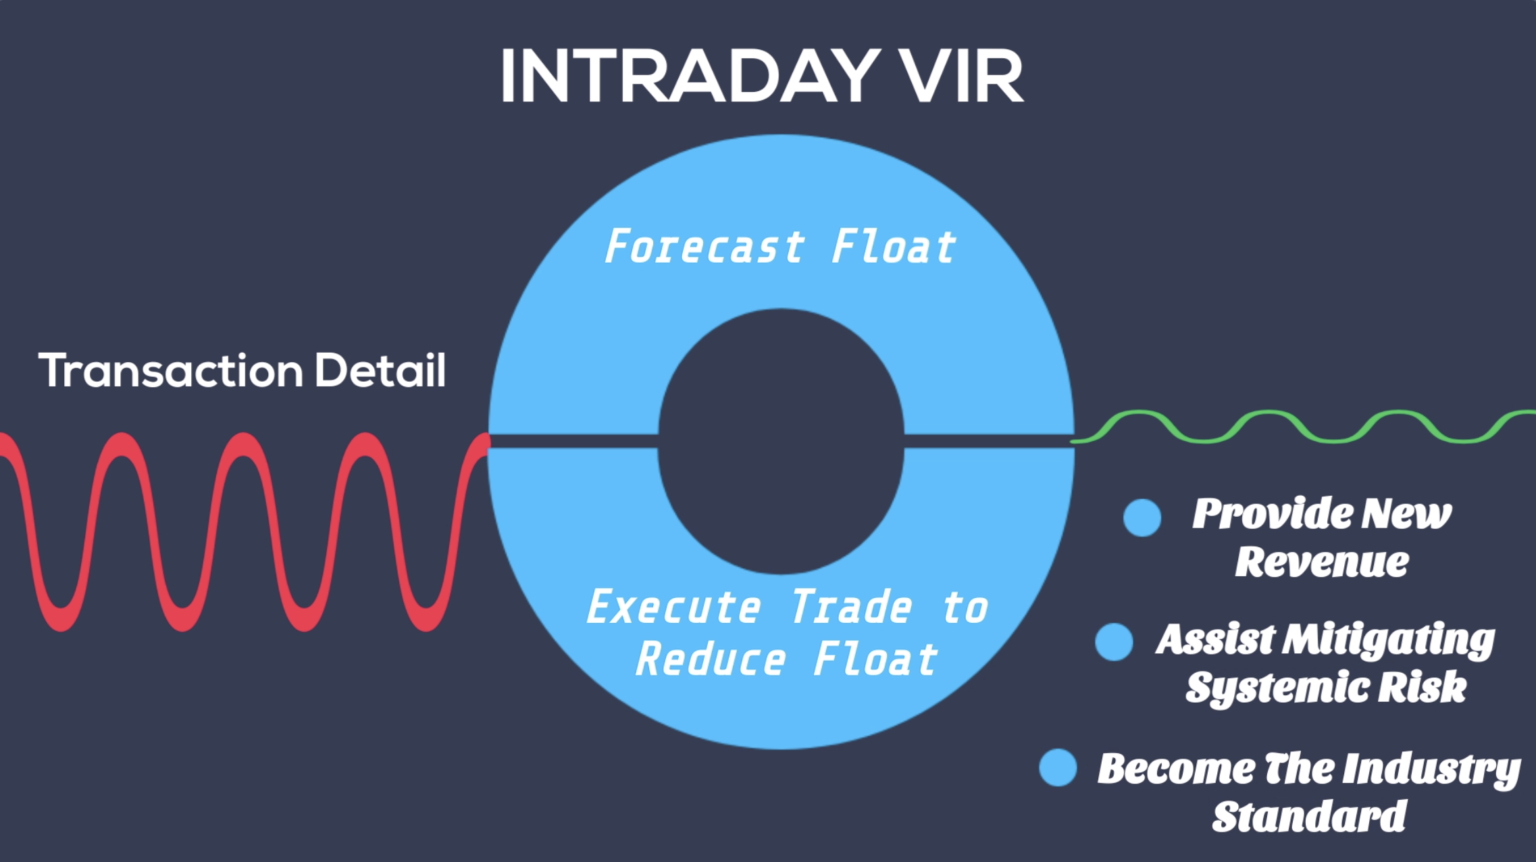 INTRADAY VIR
Forecast Float
Transaction Detail
Execute Trade to
Reduce Float
Provide New
Revenue
Assist Mitigating
Systemic Risk
Become The Industry
Standard